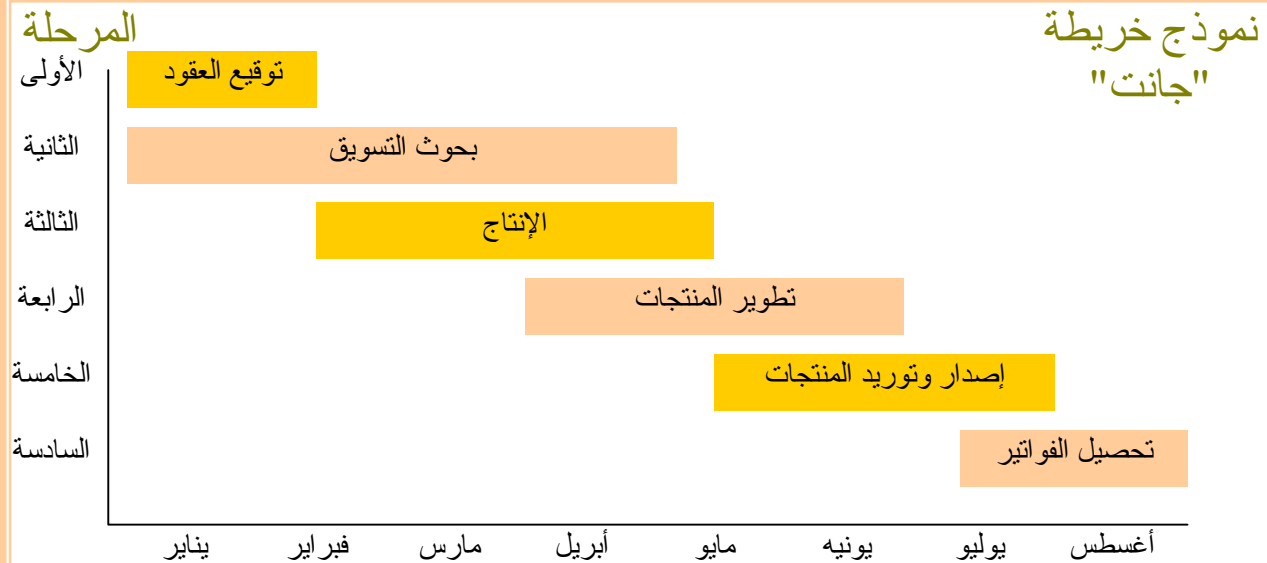 نموذج خريطة
"جانت"
المرحلة
الأولى
توقيع العقود
الثانية
بحوث التسويق
الثالثة
الإنتاج
الرابعة
تطوير المنتجات
الخامسة
إصدار وتوريد المنتجات
السادسة
تحصيل الفواتير
يناير
فبراير
مارس
أبريل
مايو
يونيه
يوليو
أغسطس